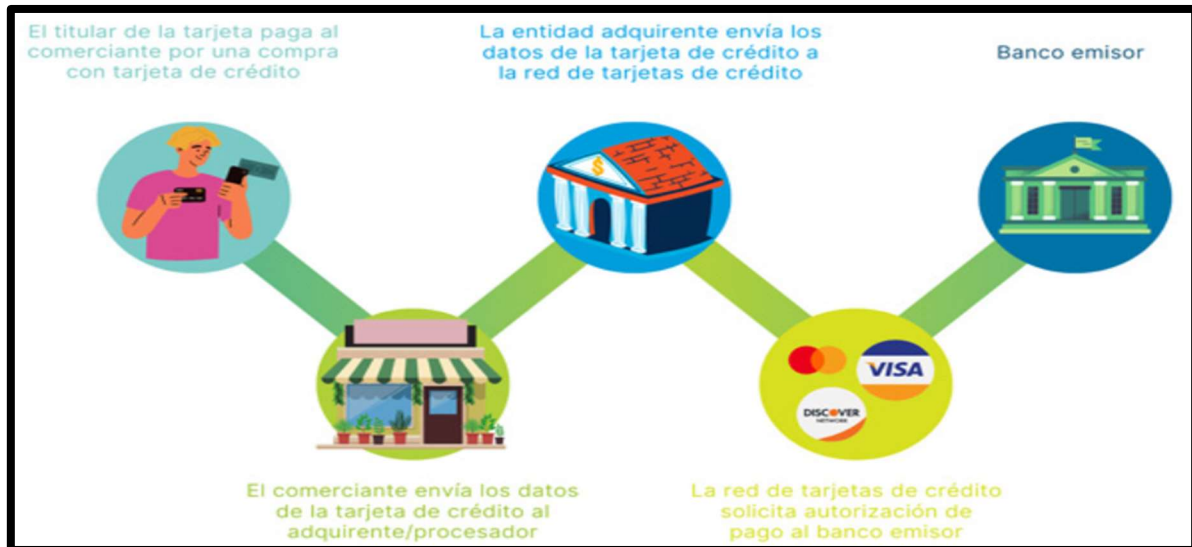 El titular de la tarjeta paga al
comerciante por una compra
con tarjeta de crédito
La entidad adquirente envía los
datos de la tarjeta de crédito a
la red de tarjetas de crédito
Banco emisor
$
VISA
DISCOVER
NETWORK
El comerciante envía los datos
de la tarjeta de crédito al
adquirente/procesador
La red de tarjetas de crédito
solicita autorización de
pago al banco emisor